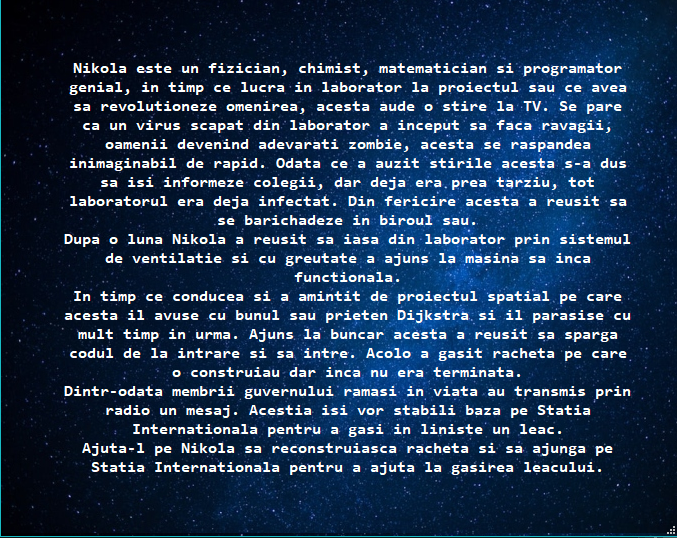 Nikola este un fizician, chimist, matematician si programator
genial, in timp ce lucra in laborator la proiectul sau ce avea
sa revolutioneze omenirea, acesta aude o stire la TV. Se pare
ca un virus scapat din laborator a inceput sa faca ravagii,
oamenii devenind adevarati zombie, acesta se raspandea
inimaginabil de rapid. Odata ce a auzit stirile acesta s-a dus
sa isi informeze colegii, dar deja era prea tarziu, tot
laboratorul era deja infectat. Din fericire acesta a reusit sa
se barichadeze in biroul sau.
Dupa o luna Nikola a reusit sa iasa din laborator prin sistemul
de ventilatie si cu greutate a ajuns la masina sa inca
functionala.
In timp ce conducea si a amintit de proiectul spatial pe care
acesta il avuse cu bunul sau prieten Dijkstra si il parasise cu
mult timp in urma. Ajuns la buncar acesta a reusit sa sparga
codul de la intrare si sa intre. Acolo a gasit racheta pe care
o construiau dar inca nu era terminata.
Dintr-odata membrii guvernului ramasi in viata au transmis prin
radio un mesaj. Acestia isi vor stabili baza pe Statia
Internationala pentru a gasi in liniste un leac.
Ajuta-l pe Nikola sa reconstruiasca racheta si sa ajunga pe
Statia Internationala pentru a ajuta la gasirea leacului.